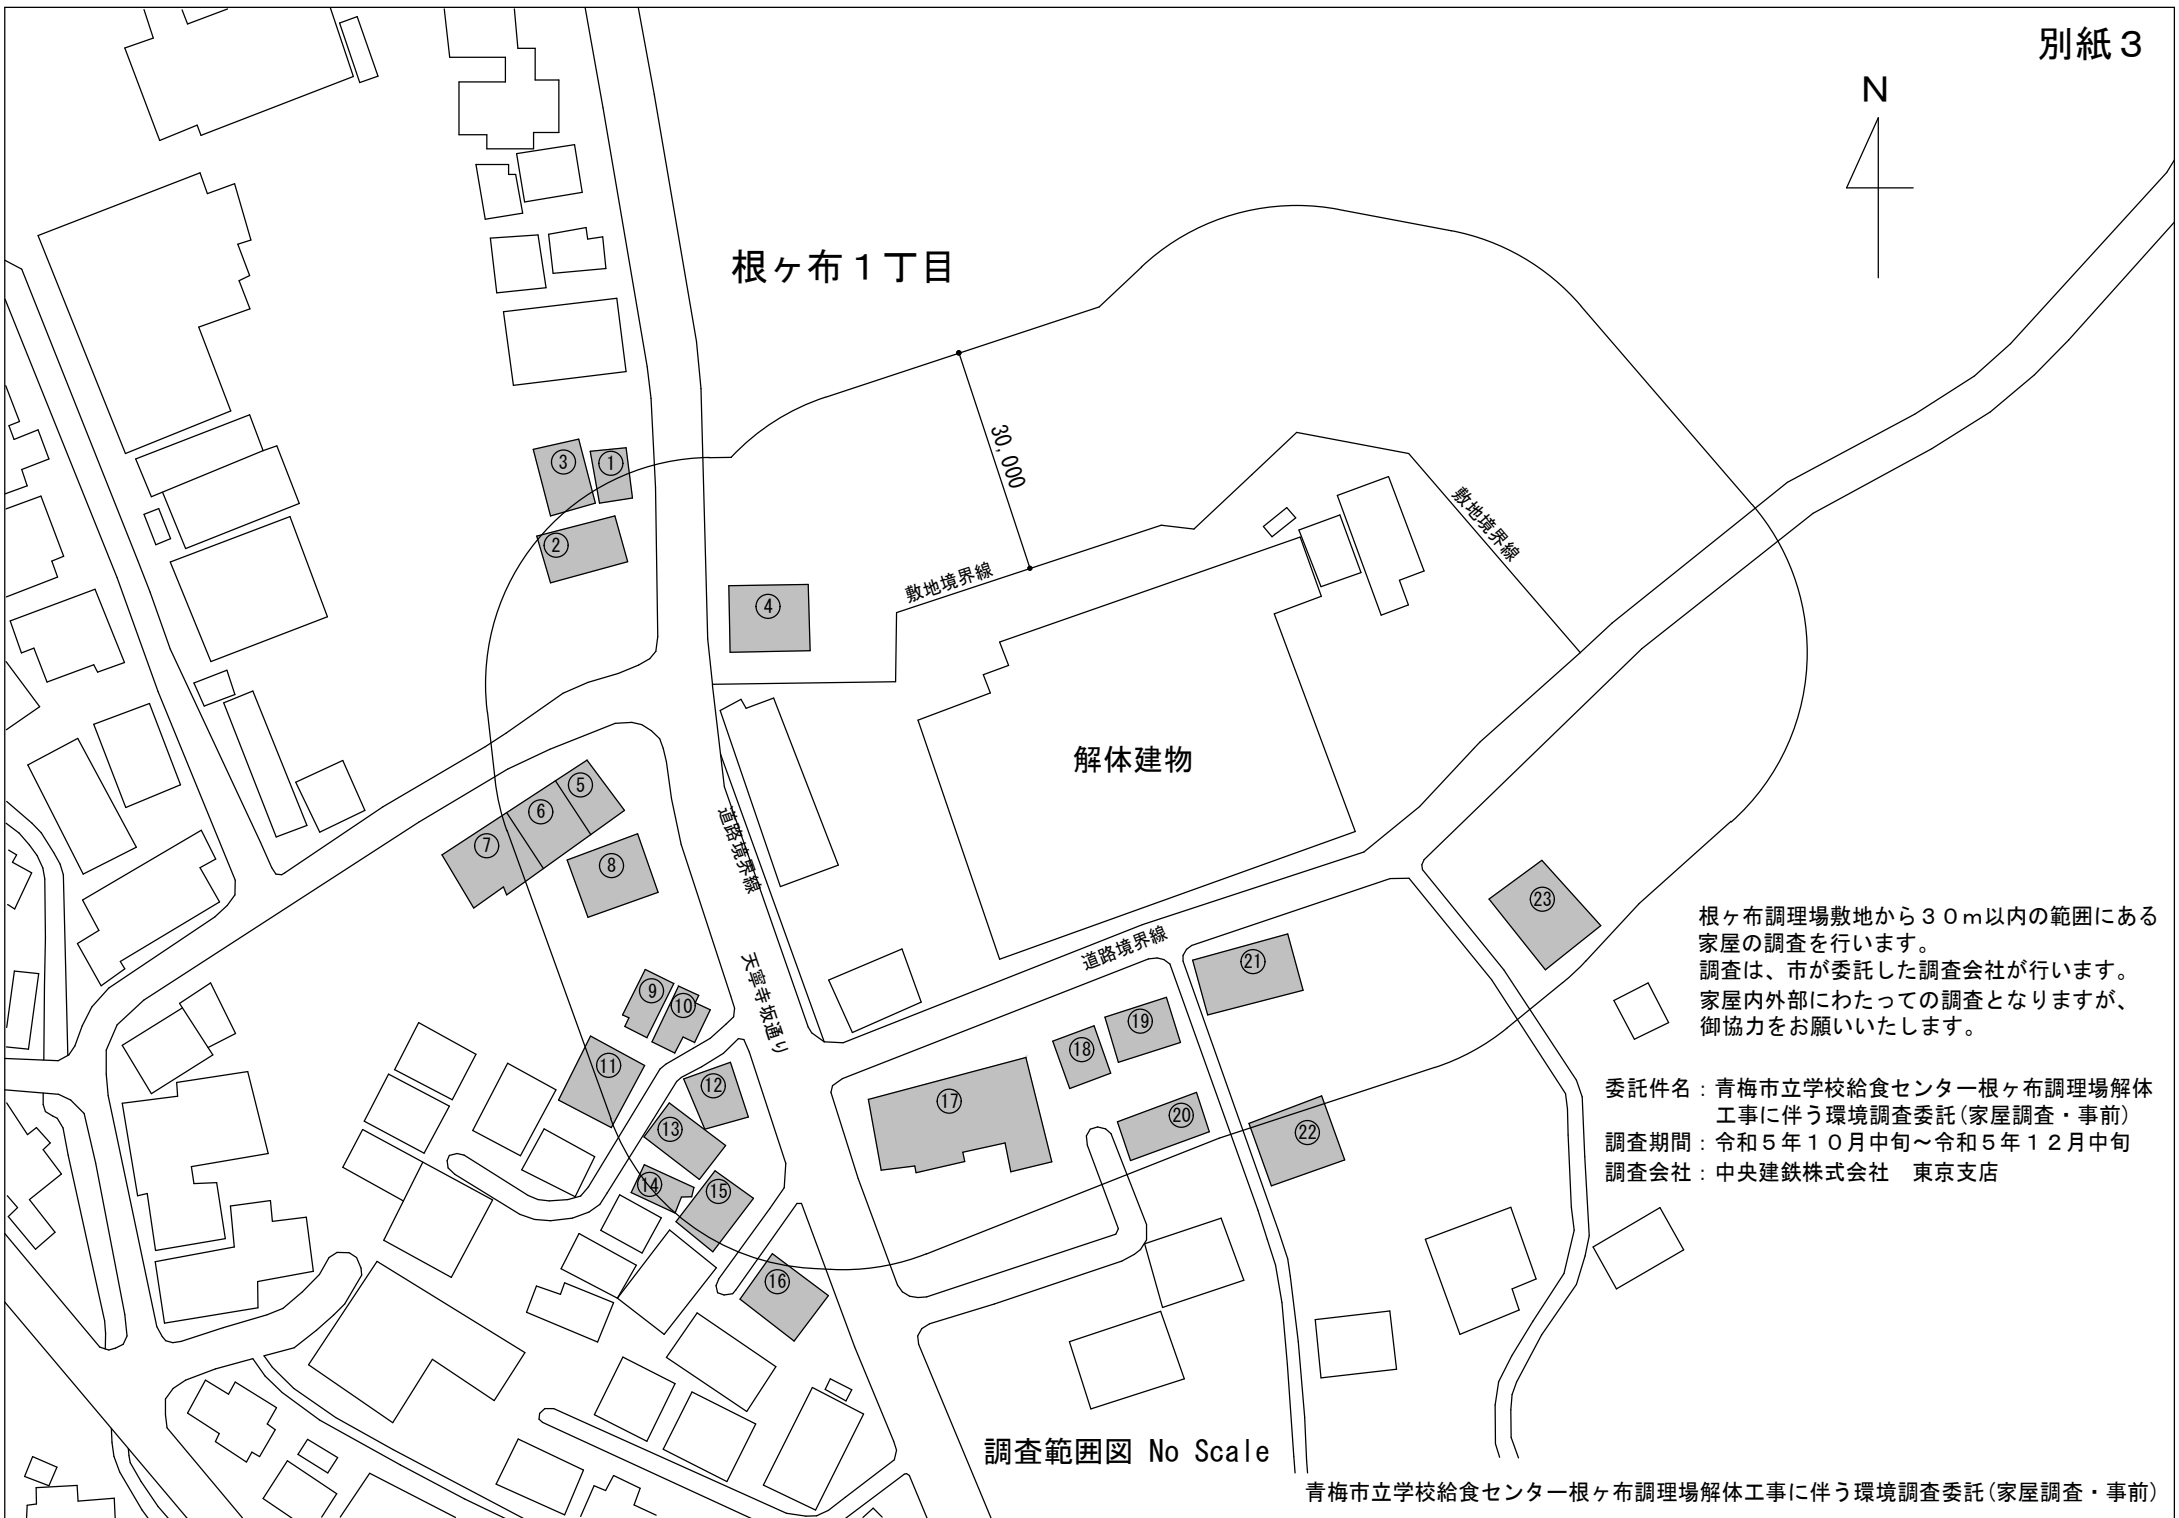 別紙３
N
根ヶ布１丁目
30,000
③
①
②
④
敷地境界線
敷地境界線
解体建物
⑤
⑥
⑦
⑧
道路境界線
天寧寺坂通り
道路境界線
⑨
⑩
⑪
⑫
⑬
⑭
⑮
⑯
⑰
⑱
⑲
⑳
㉑
㉒
㉓
根ヶ布調理場敷地から３０ｍ以内の範囲にある
家屋の調査を行います。
調査は、市が委託した調査会社が行います。
家屋内外部にわたっての調査となりますが、
御協力をお願いいたします。
委託件名：青梅市立学校給食センター根ヶ布調理場解体
工事に伴う環境調査委託(家屋調査・事前)
調査期間：令和５年１０月中旬～令和５年１２月中旬
調査会社：中央建鉄株式会社　東京支店
調査範囲図 No Scale
青梅市立学校給食センター根ヶ布調理場解体工事に伴う環境調査委託(家屋調査・事前)